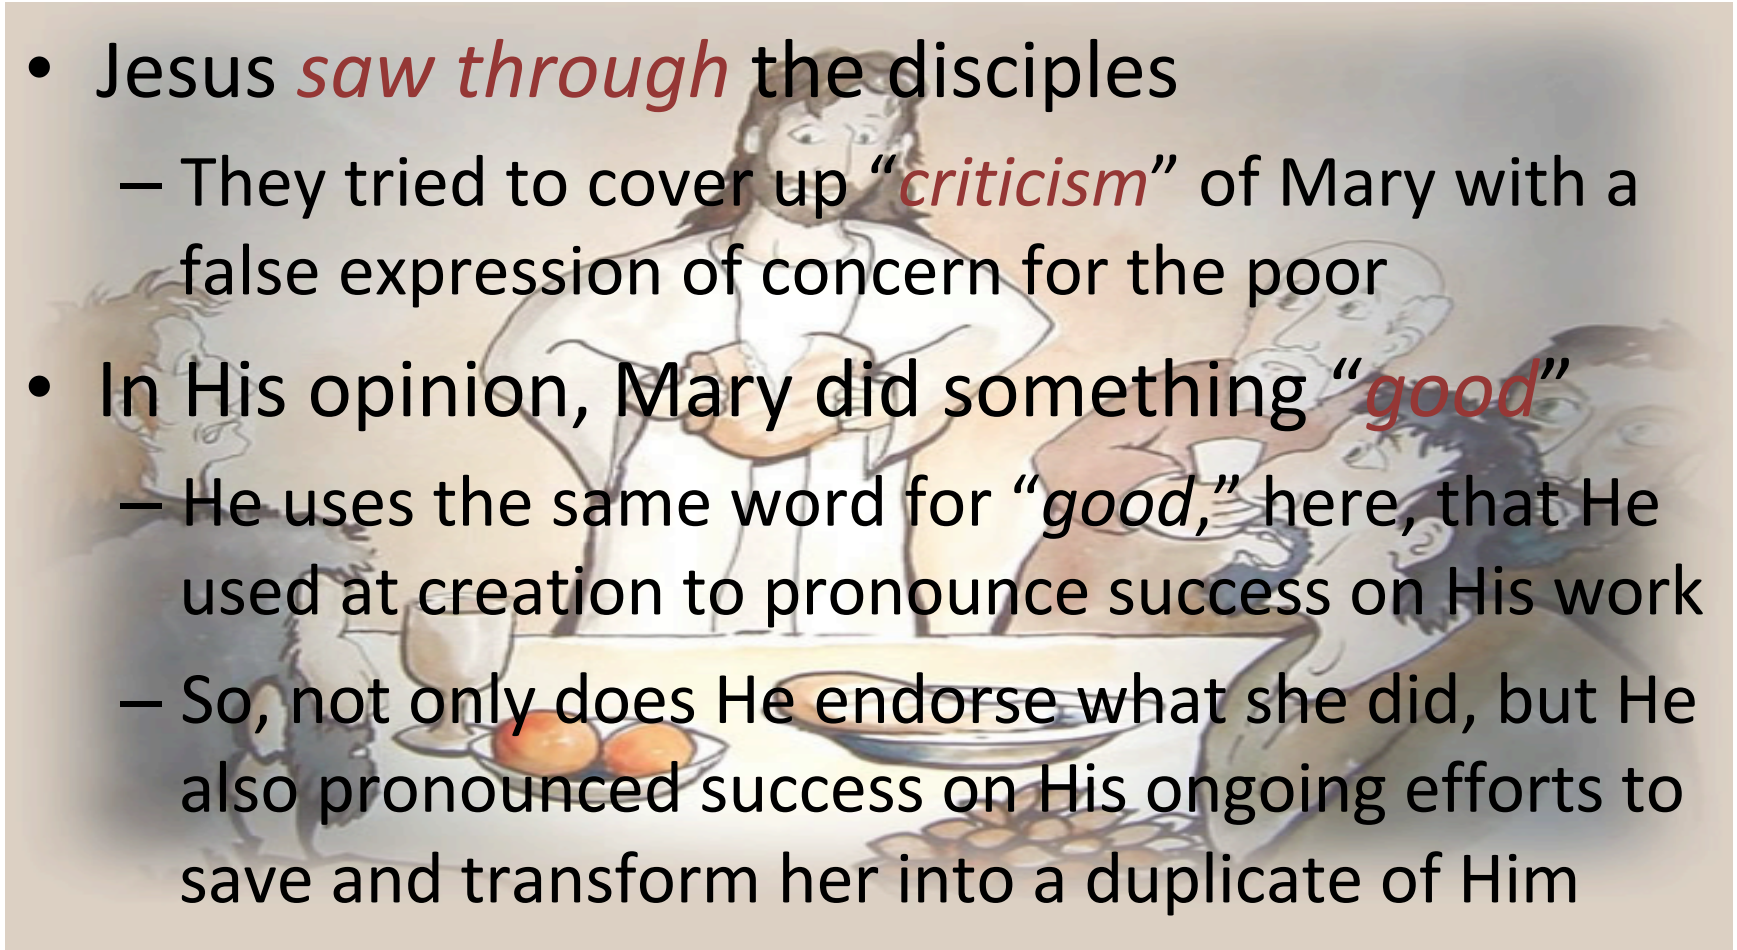 • Jesus saw through the disciples
– They tried to cover up “criticism” of Mary with a
false expression of concern for the poor
• In His opinion, Mary did something “good”
– He uses the same word for “good,” here, that He
used at creation to pronounce success on His work
– So, not only does He endorse what she did, but He
also pronounced success on His ongoing efforts to
save and transform her into a duplicate of Him